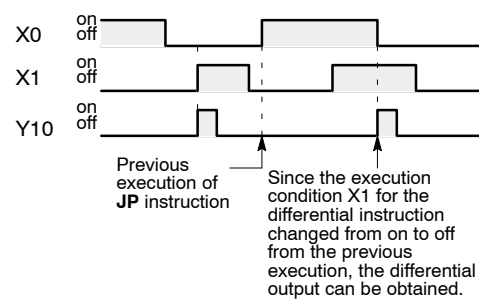 X0
on
off
X1
on
off
Y10
on
off
Previous
execution of
JP instruction
Since the execution
condition X1 for the
differential instruction
changed from on to off
from the previous
execution, the differential
output can be obtained.